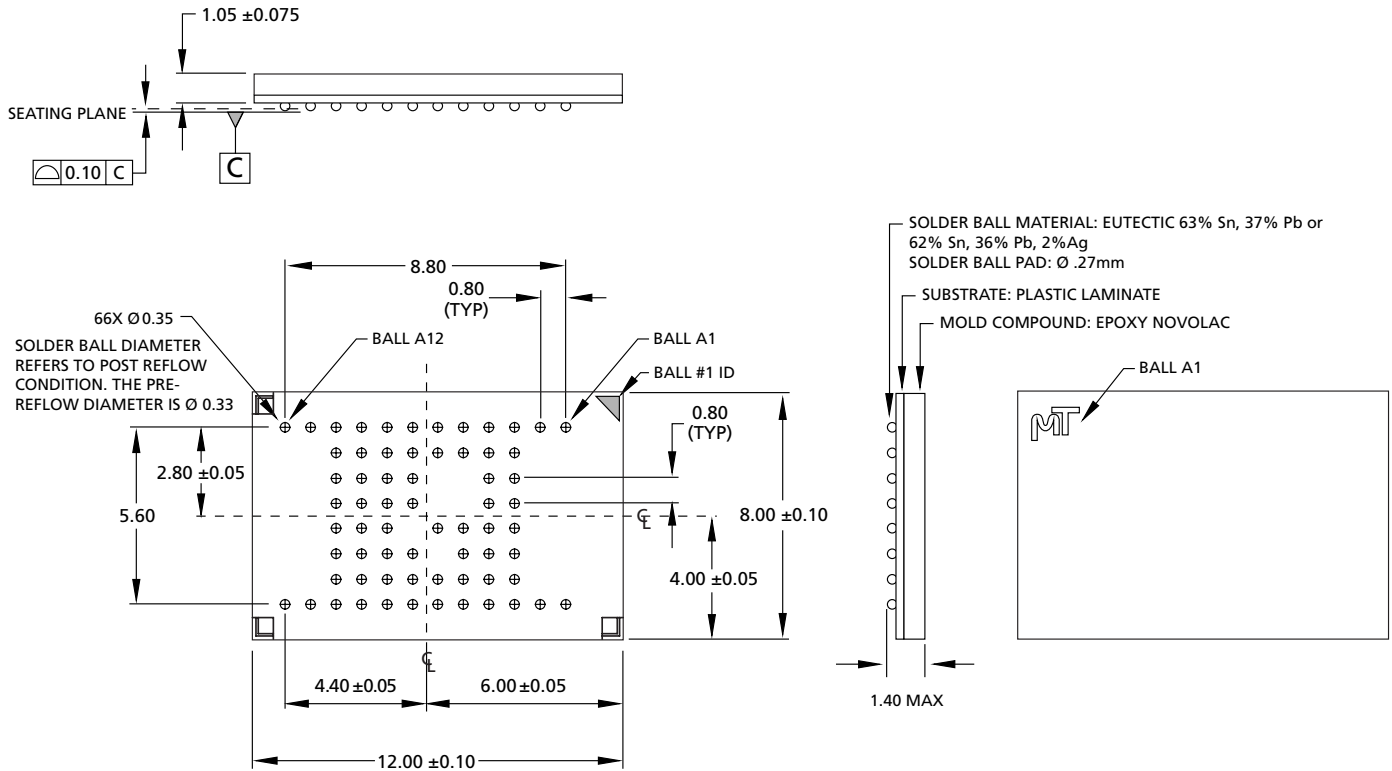 1.05 ±0.075
SEATING PLANE
0.10 C
C
SOLDER BALL MATERIAL: EUTECTIC 63% Sn, 37% Pb or
62% Sn, 36% Pb, 2%Ag
SOLDER BALL PAD: Ø .27mm
SUBSTRATE: PLASTIC LAMINATE
MOLD COMPOUND: EPOXY NOVOLAC
8.80
0.80
(TYP)
66X Ø 0.35
SOLDER BALL DIAMETER
REFERS TO POST REFLOW
CONDITION. THE PRE-
REFLOW DIAMETER IS Ø 0.33
BALL A12
BALL A1
BALL #1 ID
BALL A1
MT
0.80
(TYP)
2.80 ±0.05
5.60
CL
8.00 ±0.10
4.00 ±0.05
CL
4.40 ±0.05
6.00 ±0.05
12.00 ±0.10
1.40 MAX